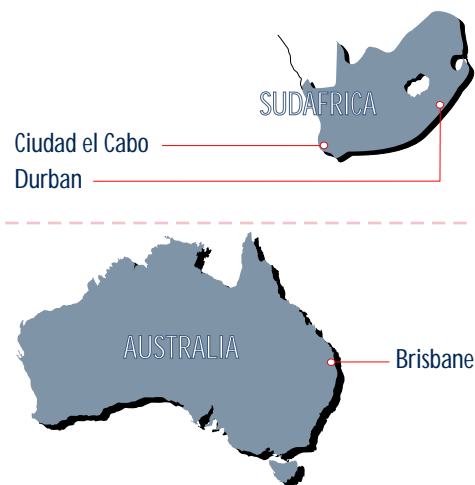 SUDAFRICA
Ciudad el Cabo
Durban
AUSTRALIA
Brisbane